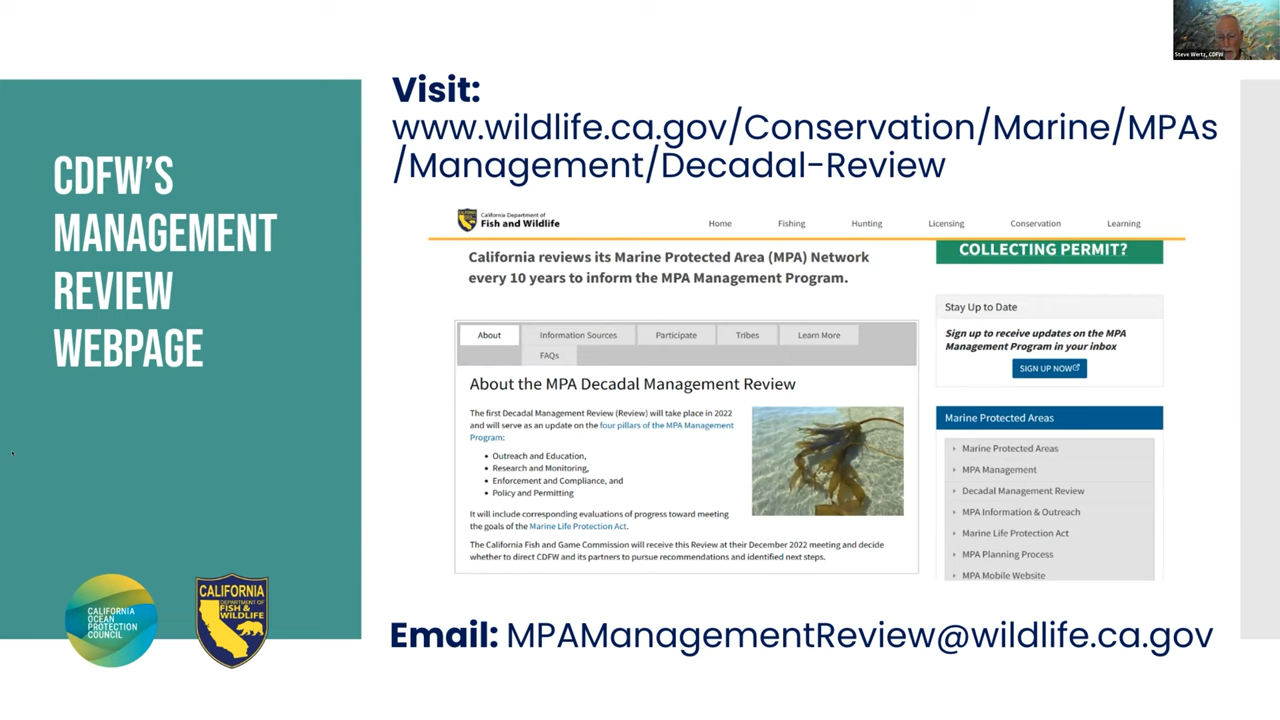 Steve Wertz, CDFW
CDFW'S
MANAGEMENT
REVIEW
WEBPAGE
Visit:
www.wildlife.ca.gov/Conservation/Marine/MPAs
/Management/Decadal-Review
California Department of
Fish and Wildlife
Home Fishing Hunting Licensing Conservation Learning
California reviews its Marine Protected Area (MPA) Network
every 10 years to inform the MPA Management Program.
About Information Sources Participate Tribes Learn More
FAQs
About the MPA Decadal Management Review
The first Decadal Management Review (Review) will take place in 2022
and will serve as an update on the four pillars of the MPA Management
Program:
• Outreach and Education,
• Research and Monitoring,
• Enforcement and Compliance, and
• Policy and Permitting
It will include corresponding evaluations of progress toward meeting
the goals of the Marine Life Protection Act.
The California Fish and Game Commission will receive this Review at their December 2022 meeting and decide
whether to direct CDFW and its partners to pursue recommendations and identified next steps.
COLLECTING PERMIT?
Stay Up to Date
Sign up to receive updates on the MPA
Management Program in your inbox
SIGN UP NOW
Marine Protected Areas
Marine Protected Areas
MPA Management
Decadal Management Review
MPA Information & Outreach
Marine Life Protection Act
MPA Planning Process
MPA Mobile Website
Email: MPAManagementReview@wildlife.ca.gov
CALIFORNIA
OCEAN
PROTECTION
COUNCIL
CALIFORNIA
DEPARTMENT OF
FISH &
WILDLIFE